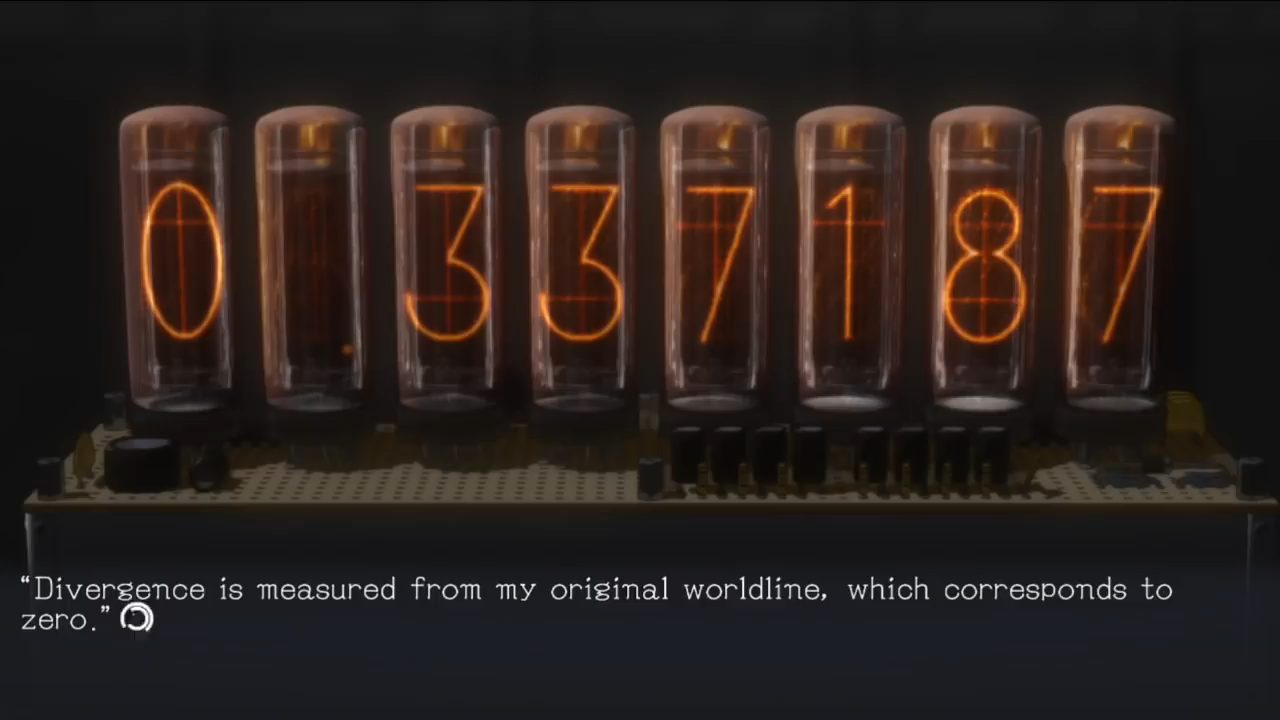 0.337187
“Divergence is measured from my original worldline, which corresponds to
zero.”